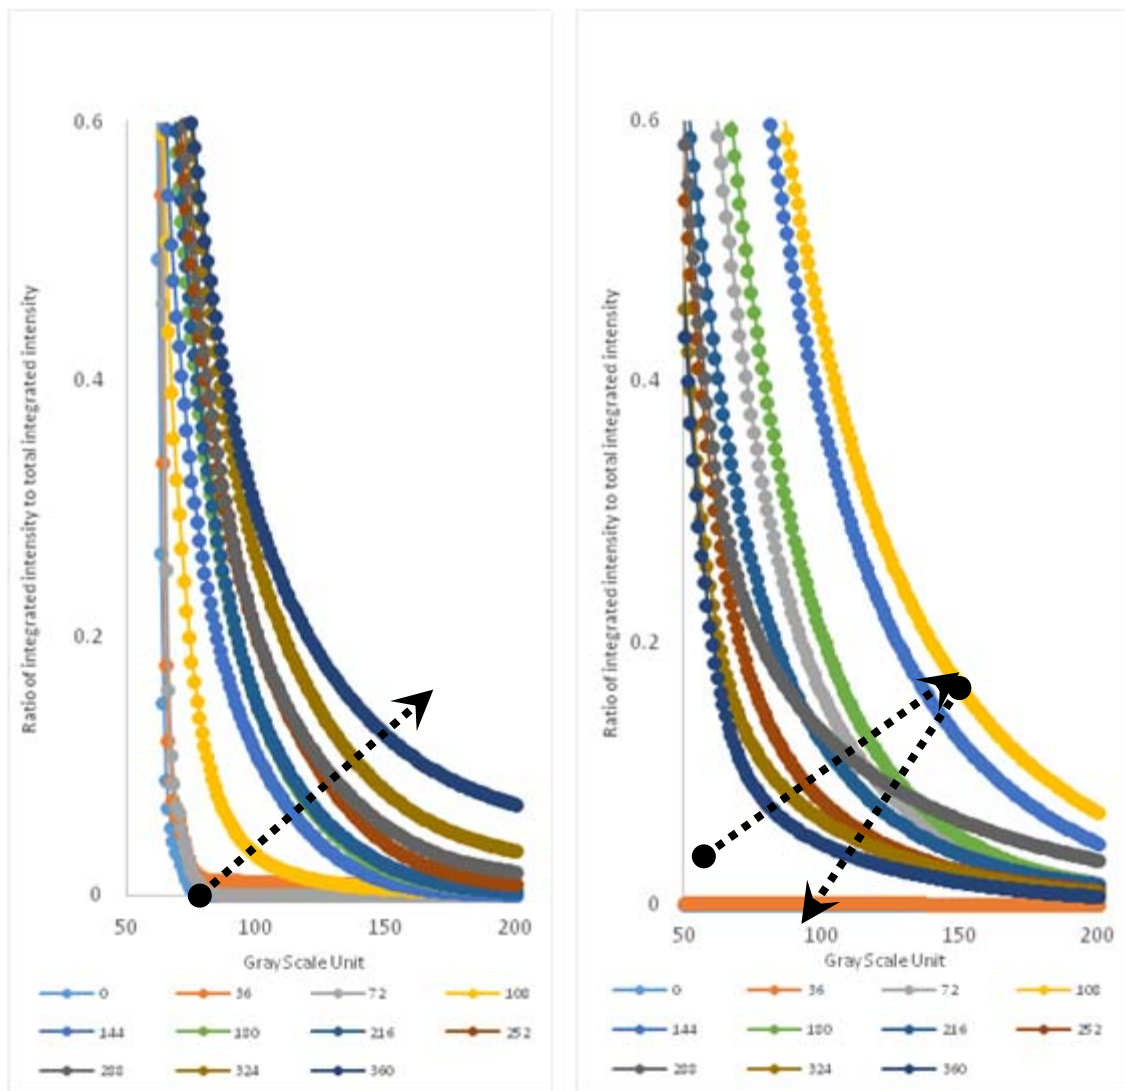 Ratio of integrated intensity to total integrated intensity
0.6
0.4
0.2
0
50 100 150 200
Gray Scale Unit
0 36 72 108
144 180 216 252
288 324 360
Ratio of integrated intensity to total integrated intensity
0.6
0.4
0.2
0
50 100 150 200
Gray Scale Unit
0 36 72 108
144 180 216 252
288 324 360